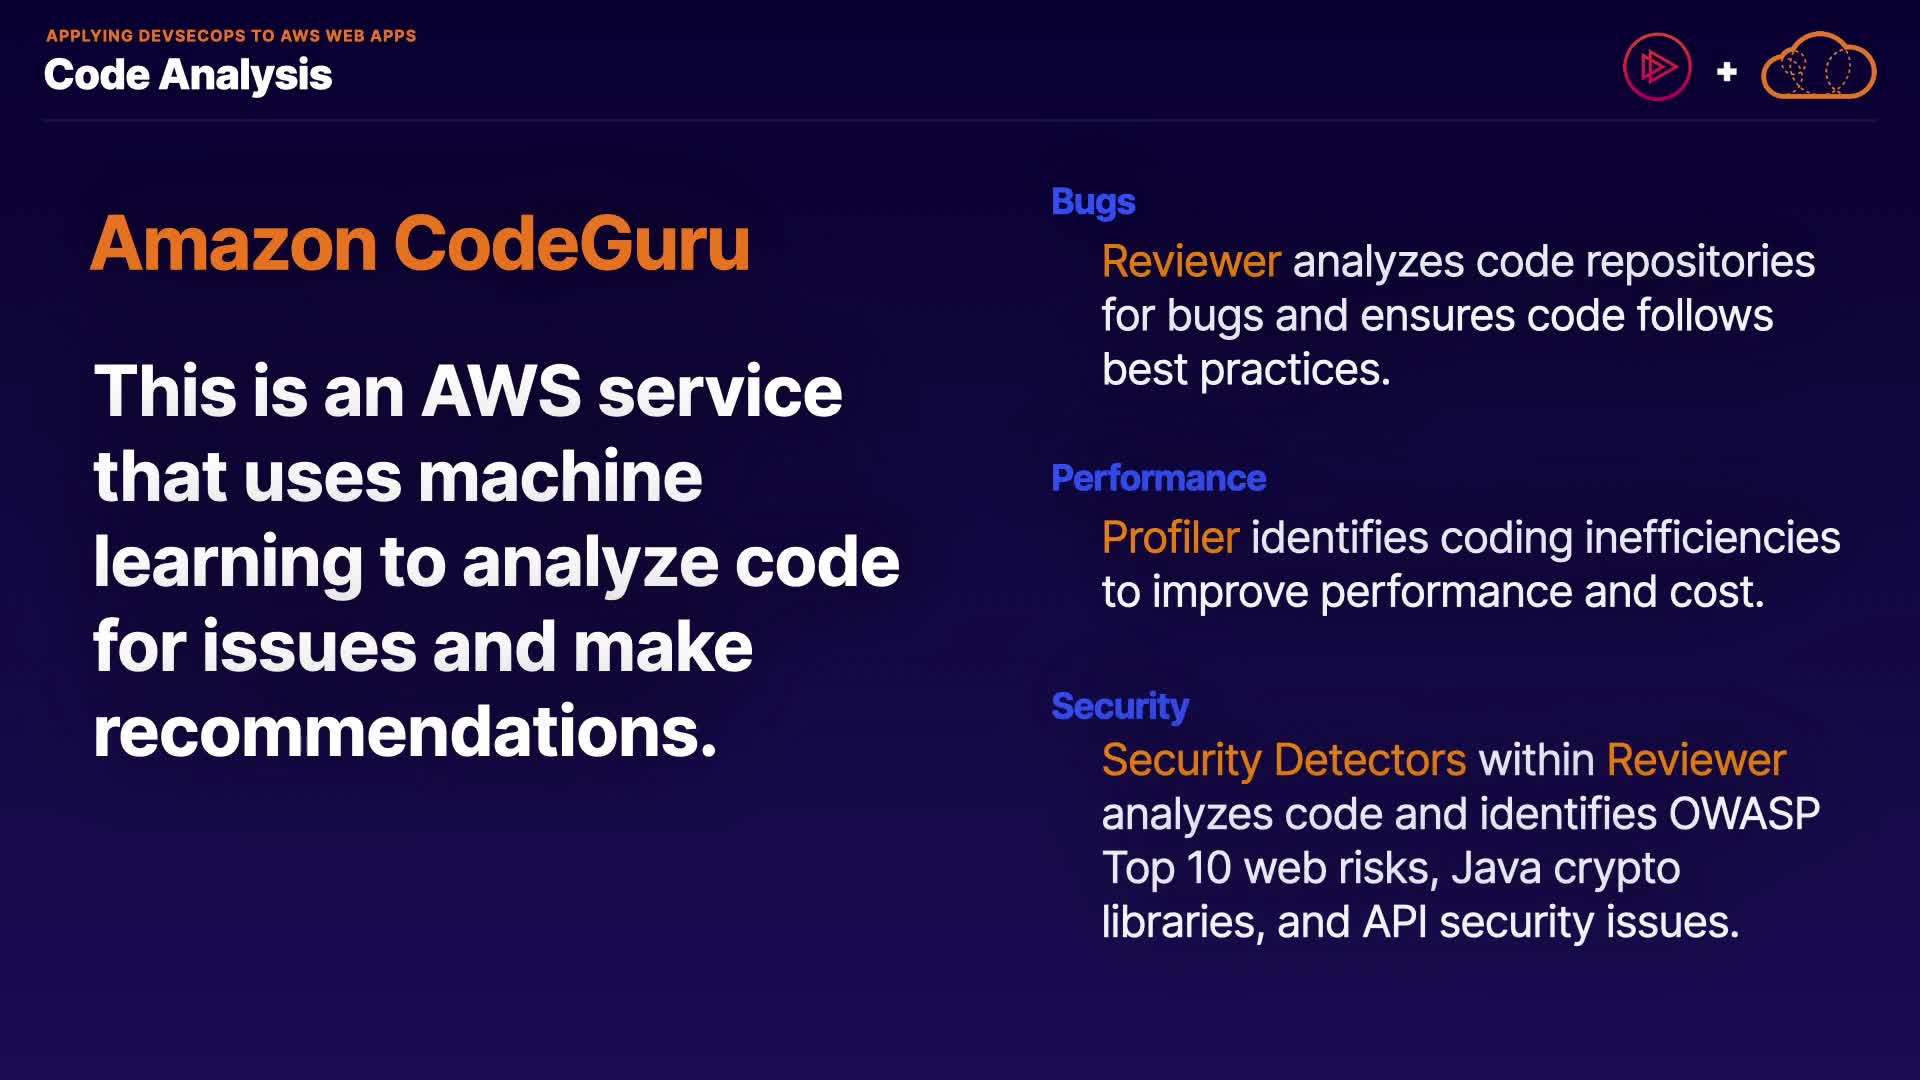 APPLYING DEVSECOPS TO AWS WEB APPS
Code Analysis
+
Amazon CodeGuru
This is an AWS service
that uses machine
learning to analyze code
for issues and make
recommendations.
Bugs
Reviewer analyzes code repositories
for bugs and ensures code follows
best practices.
Performance
Profiler identifies coding inefficiencies
to improve performance and cost.
Security
Security Detectors within Reviewer
analyzes code and identifies OWASP
Top 10 web risks, Java crypto
libraries, and API security issues.